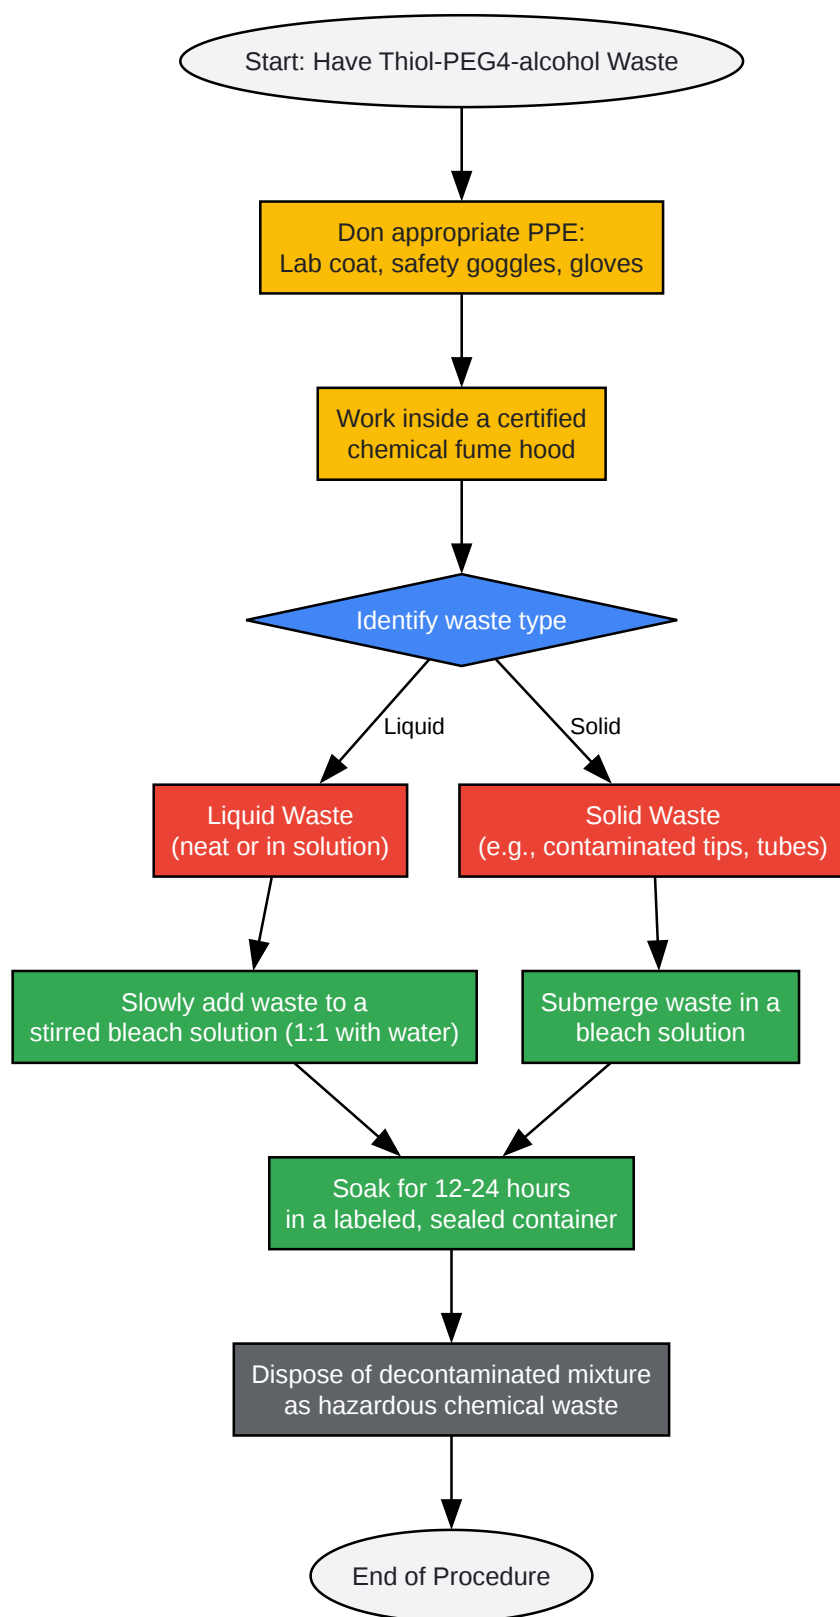 Start: Have Thiol-PEG4-alcohol Waste
Don appropriate PPE:
Lab coat, safety goggles, gloves
Work inside a certified
chemical fume hood
Identify waste type
Liquid
Solid
Liquid Waste
(neat or in solution)
Solid Waste
(e.g., contaminated tips, tubes)
Slowly add waste to a
stirred bleach solution (1:1 with water)
Submerge waste in a
bleach solution
Soak for 12-24 hours
in a labeled, sealed container
Dispose of decontaminated mixture
as hazardous chemical waste
End of Procedure